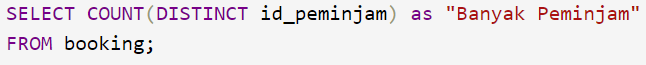 SELECT COUNT(DISTINCT id_peminjam) as "Banyak Peminjam"
FROM booking;